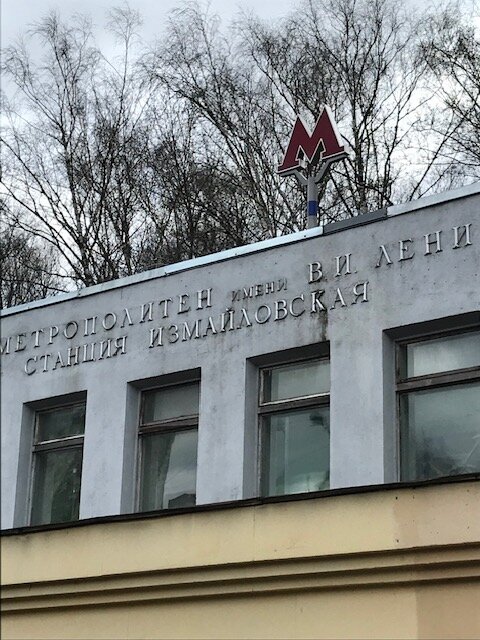 М
МЕТРОПОЛИТЕН ИМЕНИ В.И. ЛЕНИ
СТАНЦИЯ ИЗМАЙЛОВСКАЯ